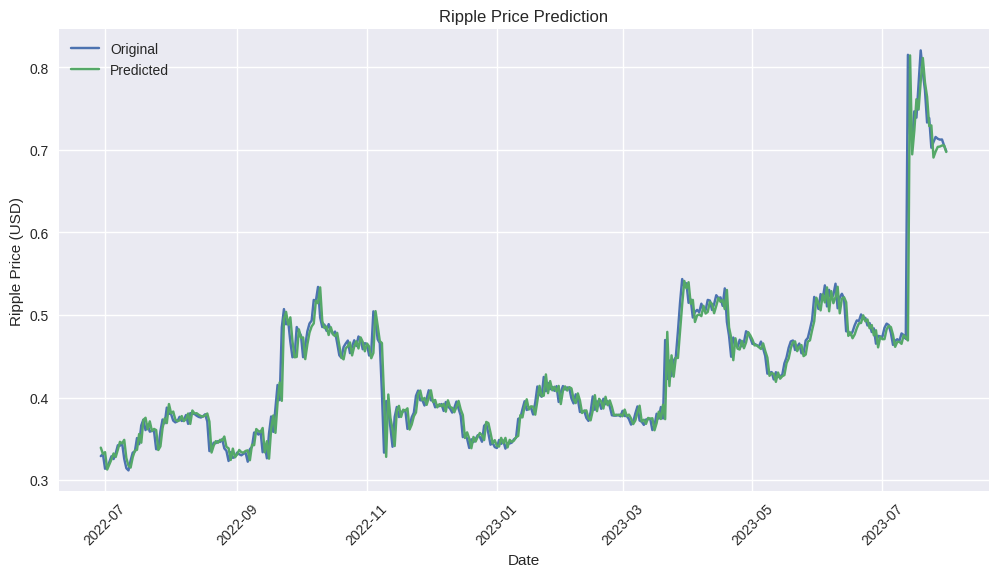 Ripple Price Prediction
Original
Predicted
Ripple Price (USD)
0.8
0.7
0.6
0.5
0.4
0.3
2022-07
2022-09
2022-11
2023-01
2023-03
2023-05
2023-07
Date